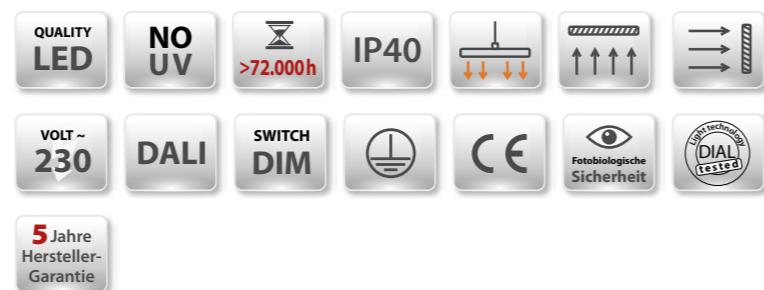 QUALITY
LED
NO
UV
>72.000 h
IP40
VOLT ~
230
DALI
SWITCH
DIM
CE
Fotobiologische
Sicherheit
Light technology
DIAL
tested
5 Jahre
Hersteller-
Garantie